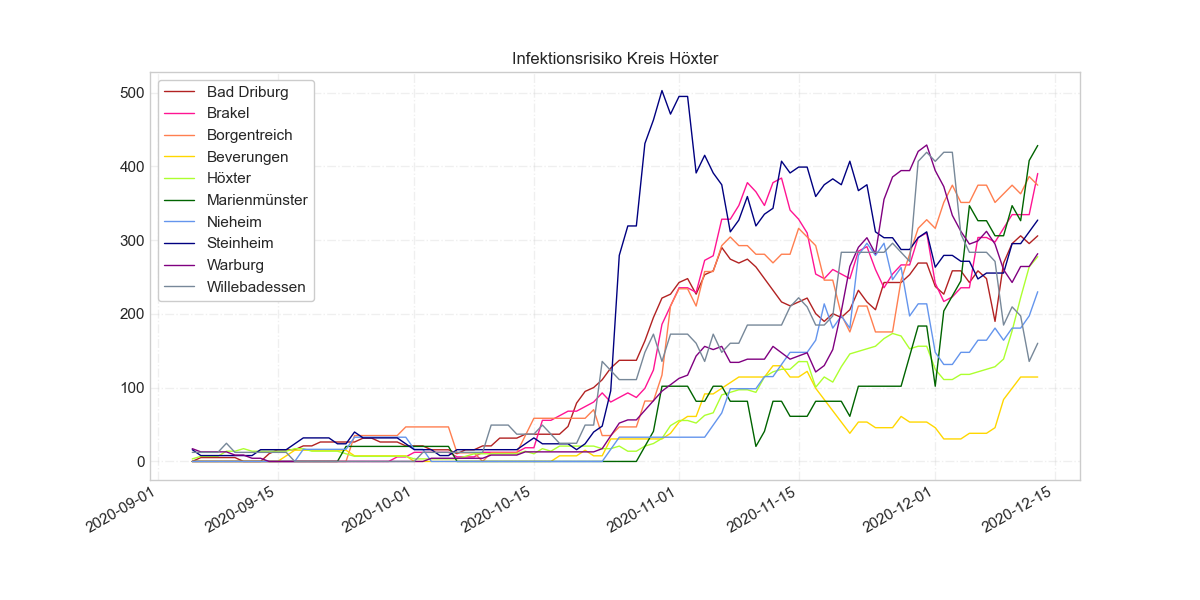 Infektionsrisiko Kreis Höxter
500
400
300
200
100
0
Bad Driburg
Brakel
Borgentreich
Beverungen
Höxter
Marienmünster
Nieheim
Steinheim
Warburg
Willebadessen
2020-09-01
2020-09-15
2020-10-01
2020-10-15
2020-11-01
2020-11-15
2020-12-01
2020-12-15